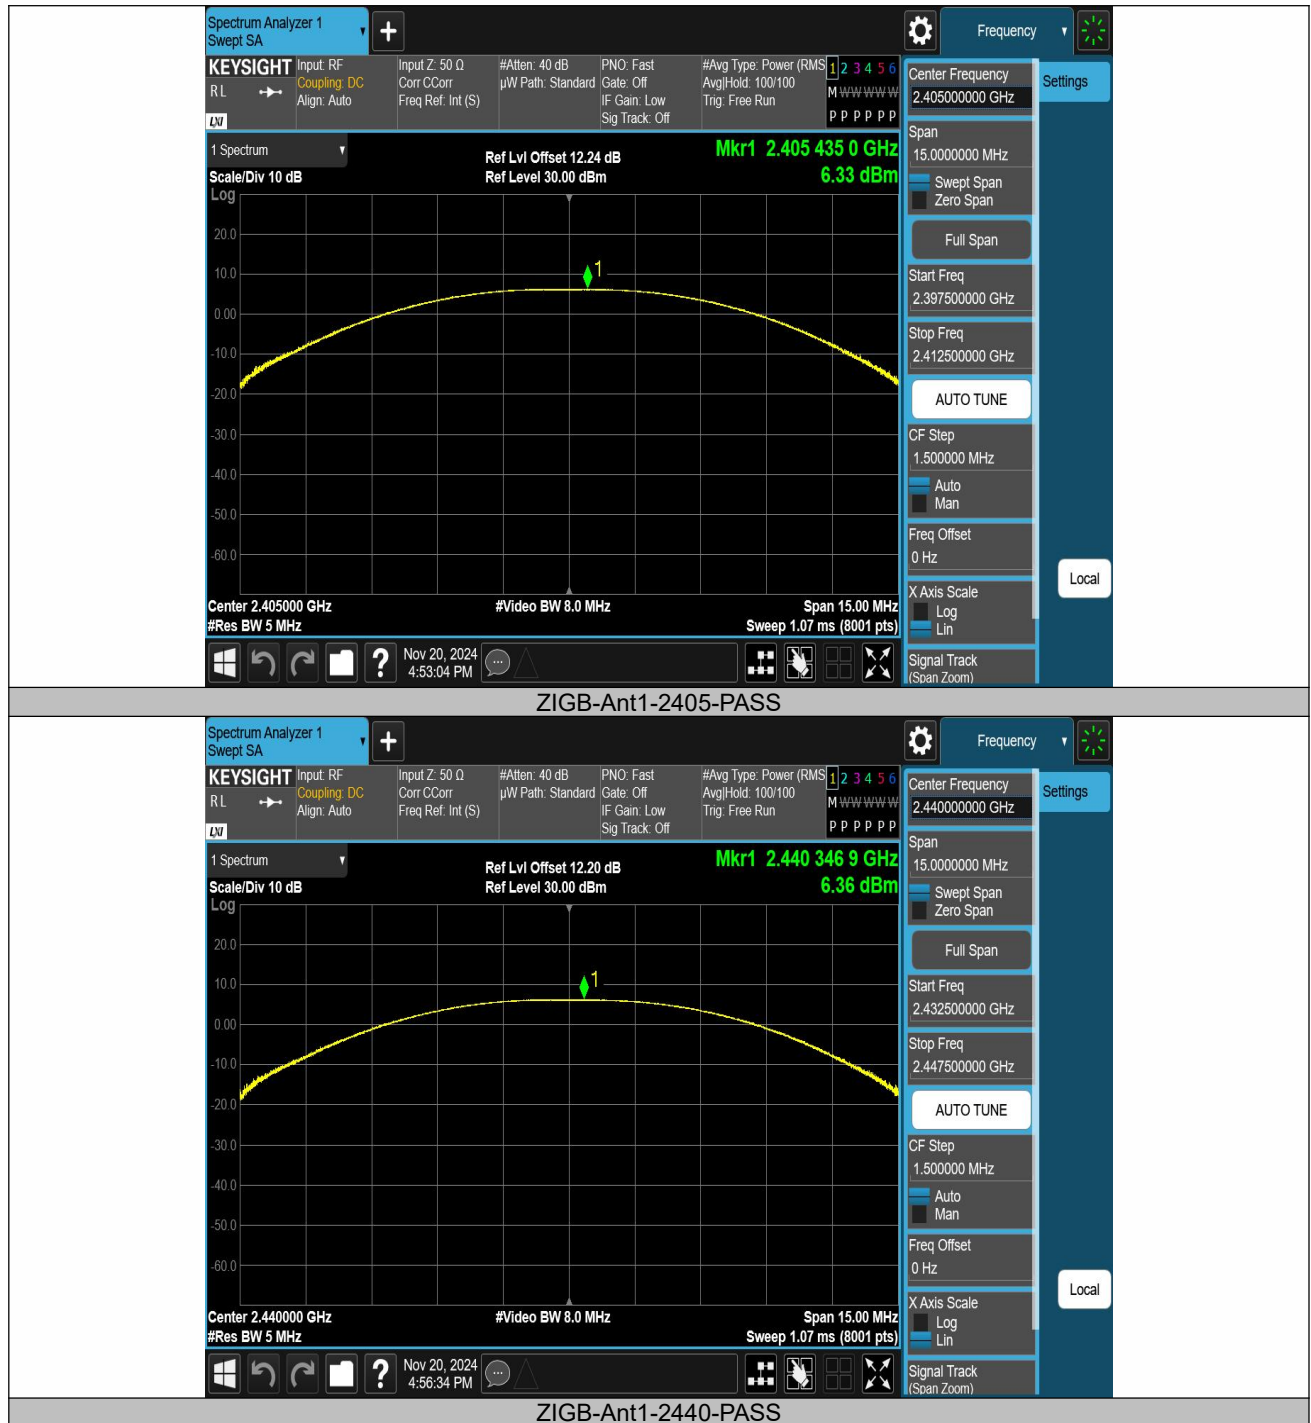 Spectrum Analyzer 1
Swept SA
Frequency
KEYSIGHT
RL
LXI
Input: RF
Coupling: DC
Align: Auto
Input Z: 50 Ω
Corr CCorr
Freq Ref: Int (S)
#Atten: 40 dB
µW Path: Standard
PNO: Fast
Gate: Off
IF Gain: Low
Sig Track: Off
#Avg Type: Power (RMS
Avg|Hold: 100/100
Trig: Free Run
1 2 3 4 5 6
M W W W W W
P P P P P P
1 Spectrum
Scale/Div 10 dB
Log
Ref Lvl Offset 12.24 dB
Ref Level 30.00 dBm
Mkr1 2.405 435 0 GHz
6.33 dBm
1
20.0
10.0
0.00
-10.0
-20.0
-30.0
-40.0
-50.0
-60.0
Center 2.405000 GHz
#Video BW 8.0 MHz
Span 15.00 MHz
#Res BW 5 MHz
Sweep 1.07 ms (8001 pts)
?
Nov 20, 2024
4:53:04 PM
Center Frequency
2.405000000 GHz
Settings
Span
15.0000000 MHz
Swept Span
Zero Span
Full Span
Start Freq
2.397500000 GHz
Stop Freq
2.412500000 GHz
AUTO TUNE
CF Step
1.500000 MHz
Auto
Man
Freq Offset
0 Hz
Local
X Axis Scale
Log
Lin
Signal Track
(Span Zoom)
ZIGB-Ant1-2405-PASS
Spectrum Analyzer 1
Swept SA
Frequency
KEYSIGHT
RL
LXI
Input: RF
Coupling: DC
Align: Auto
Input Z: 50 Ω
Corr CCorr
Freq Ref: Int (S)
#Atten: 40 dB
µW Path: Standard
PNO: Fast
Gate: Off
IF Gain: Low
Sig Track: Off
#Avg Type: Power (RMS
Avg|Hold: 100/100
Trig: Free Run
1 2 3 4 5 6
M W W W W W
P P P P P P
1 Spectrum
Scale/Div 10 dB
Log
Ref Lvl Offset 12.20 dB
Ref Level 30.00 dBm
Mkr1 2.440 346 9 GHz
6.36 dBm
1
20.0
10.0
0.00
-10.0
-20.0
-30.0
-40.0
-50.0
-60.0
Center 2.440000 GHz
#Video BW 8.0 MHz
Span 15.00 MHz
#Res BW 5 MHz
Sweep 1.07 ms (8001 pts)
?
Nov 20, 2024
4:56:34 PM
Center Frequency
2.440000000 GHz
Settings
Span
15.0000000 MHz
Swept Span
Zero Span
Full Span
Start Freq
2.432500000 GHz
Stop Freq
2.447500000 GHz
AUTO TUNE
CF Step
1.500000 MHz
Auto
Man
Freq Offset
0 Hz
Local
X Axis Scale
Log
Lin
Signal Track
(Span Zoom)
ZIGB-Ant1-2440-PASS